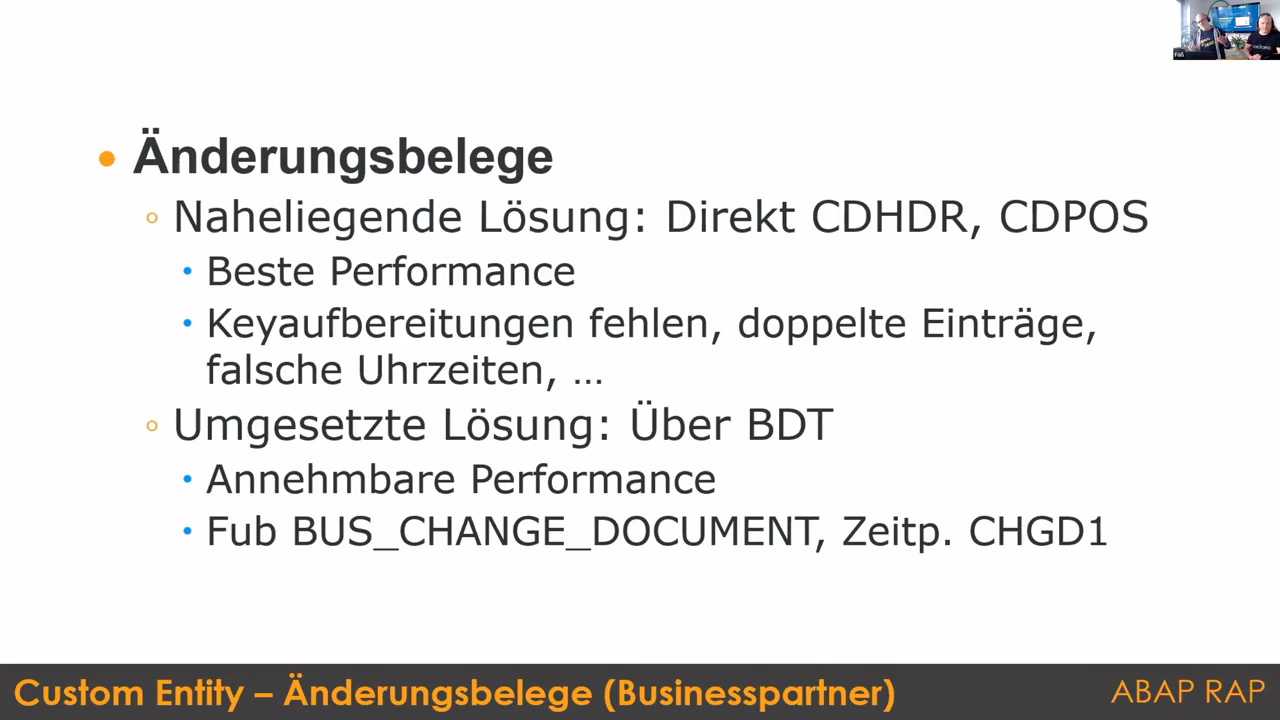 Änderungsbelege
Naheliegende Lösung: Direkt CDHDR, CDPOS
Beste Performance
Keyaufbereitungen fehlen, doppelte Einträge,
falsche Uhrzeiten, …
Umgesetzte Lösung: Über BDT
Annehmbare Performance
Fub BUS_CHANGE_DOCUMENT, Zeitp. CHGD1
Custom Entity – Änderungsbelege (Businesspartner)
ABAP RAP